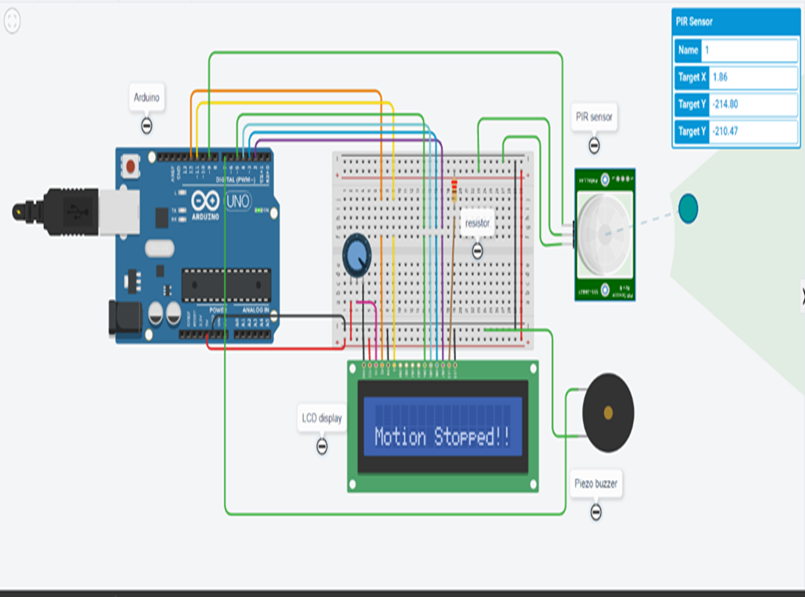 PIR Sensor
Name 1
Target X 1.86
Target Y -214.80
Target Y -210.47
Arduino
PIR sensor
DIGITAL (PWM~)
ARDUINO
UNO
resistor
POWER
ANALOG IN
LCD display
Motion Stopped!!
Piezo buzzer